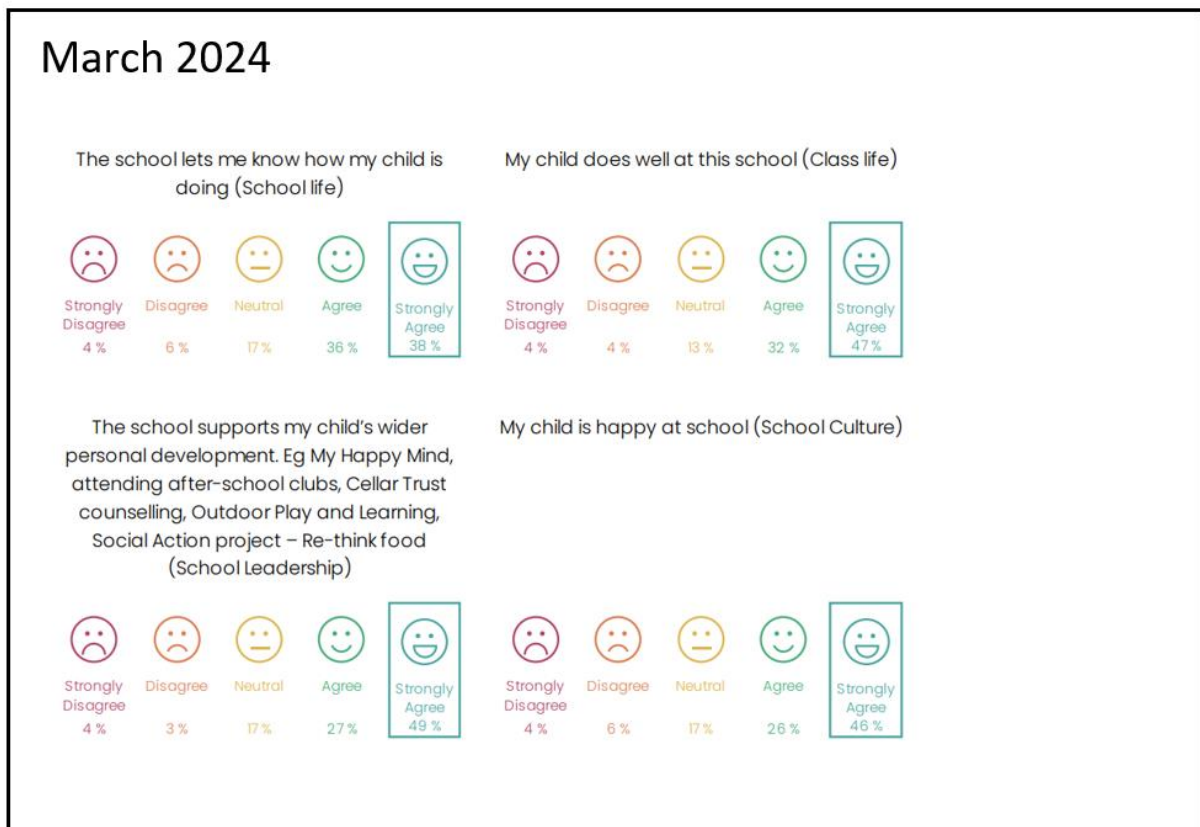 March 2024
The school lets me know how my child is
doing (School life)
Strongly
Disagree
4 %
Disagree
6 %
Neutral
17 %
Agree
36 %
Strongly
Agree
38 %
My child does well at this school (Class life)
Strongly
Disagree
4 %
Disagree
4 %
Neutral
13 %
Agree
32 %
Strongly
Agree
47 %
The school supports my child’s wider
personal development. Eg My Happy Mind,
attending after-school clubs, Cellar Trust
counselling, Outdoor Play and Learning,
Social Action project – Re-think food
(School Leadership)
Strongly
Disagree
4 %
Disagree
3 %
Neutral
17 %
Agree
27 %
Strongly
Agree
49 %
My child is happy at school (School Culture)
Strongly
Disagree
4 %
Disagree
6 %
Neutral
17 %
Agree
26 %
Strongly
Agree
46 %